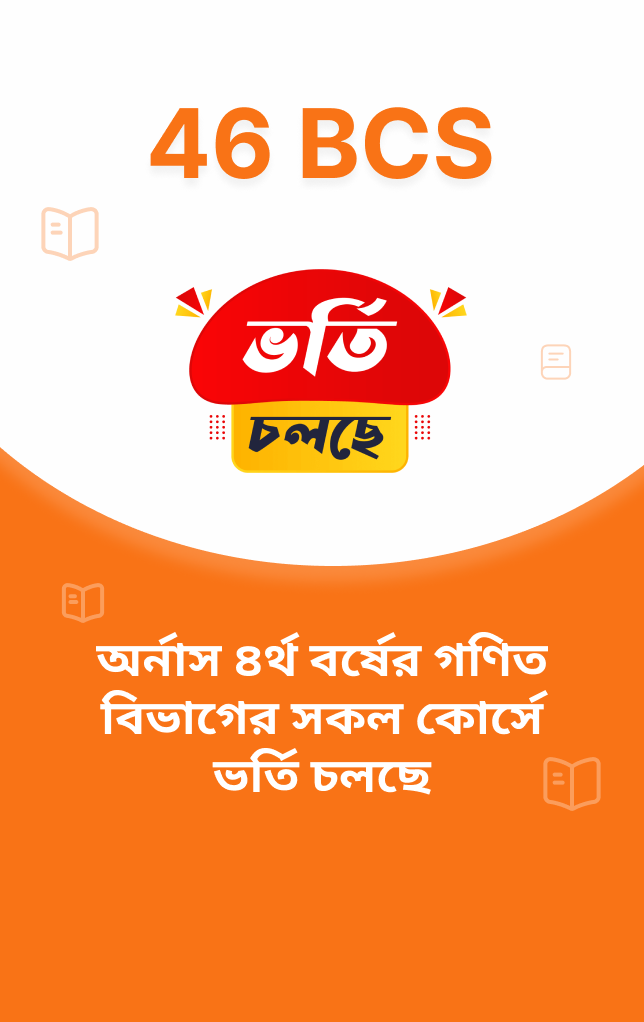 46 BCS
ভর্তি
চলছে
অর্নাস ৪র্থ বর্ষের গণিত
বিভাগের সকল কোর্সে
ভর্তি চলছে